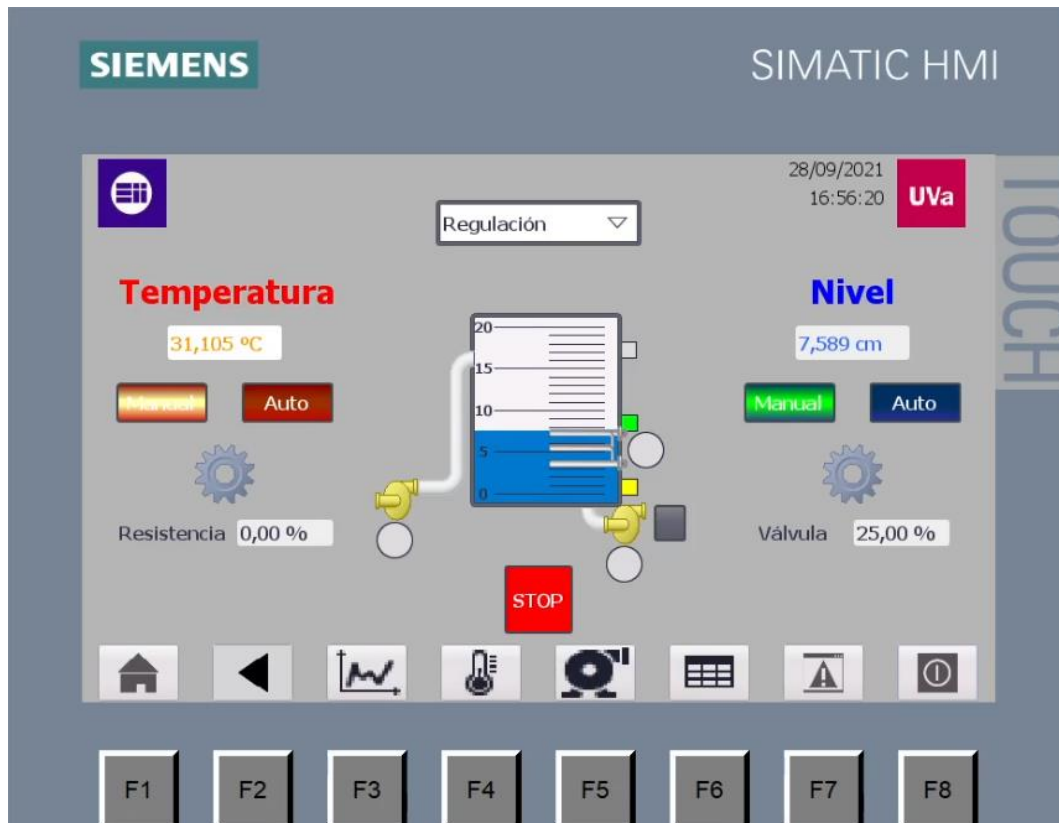 SIEMENS
SIMATIC HMI
TOUCH
28/09/2021
16:56:20
UVa
Regulación
Temperatura
Nivel
31,105 ºC
7,589 cm
Manual
Auto
Manual
Auto
20
15
10
5
0
Resistencia 0,00 %
Válvula 25,00 %
STOP
F1
F2
F3
F4
F5
F6
F7
F8